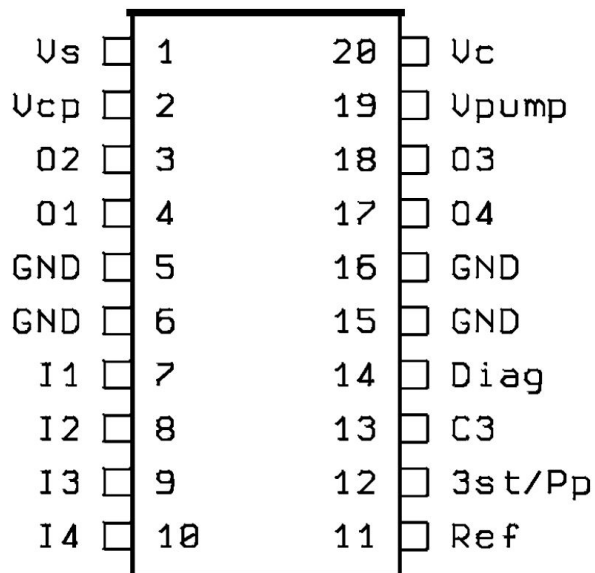 Vs 1 20 Vc
Vcp 2 19 Vpump
O2 3 18 O3
O1 4 17 O4
GND 5 16 GND
GND 6 15 GND
I1 7 14 Diag
I2 8 13 C3
I3 9 12 3st/Pp
I4 10 11 Ref